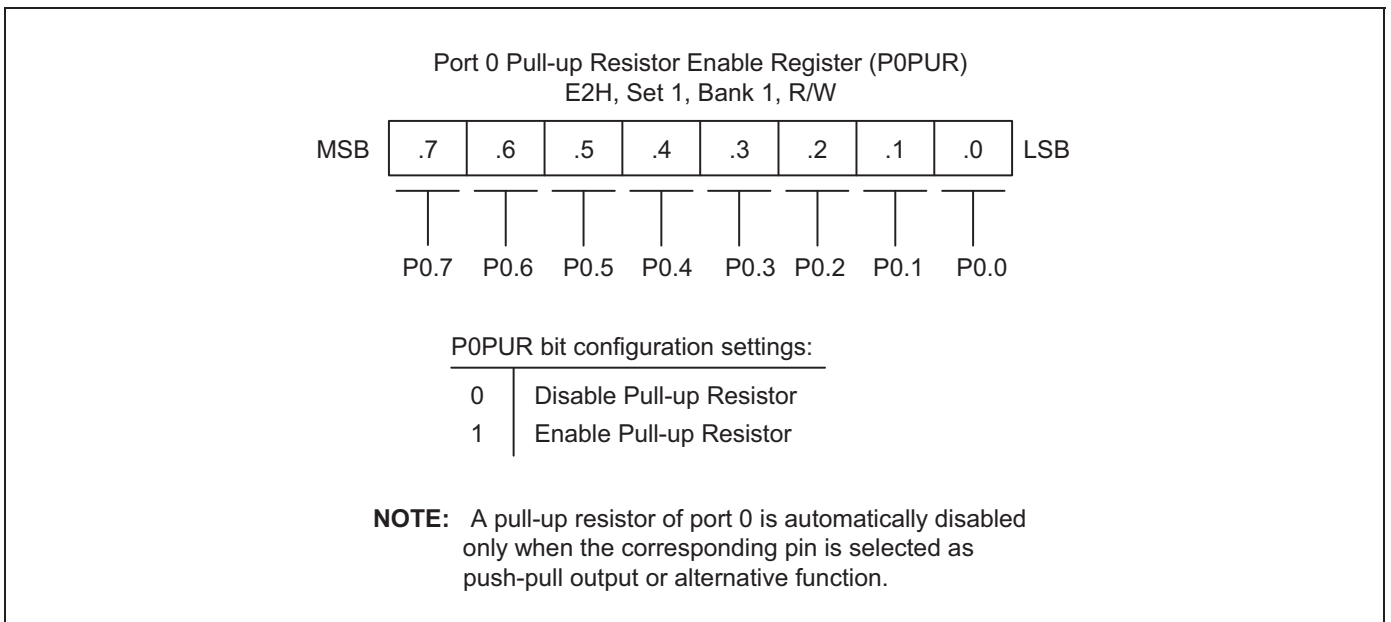 Port 0 Pull-up Resistor Enable Register (P0PUR)
E2H, Set 1, Bank 1, R/W
MSB .7 .6 .5 .4 .3 .2 .1 .0 LSB
P0.7 P0.6 P0.5 P0.4 P0.3 P0.2 P0.1 P0.0
P0PUR bit configuration settings:
0 Disable Pull-up Resistor
1 Enable Pull-up Resistor
NOTE: A pull-up resistor of port 0 is automatically disabled
only when the corresponding pin is selected as
push-pull output or alternative function.